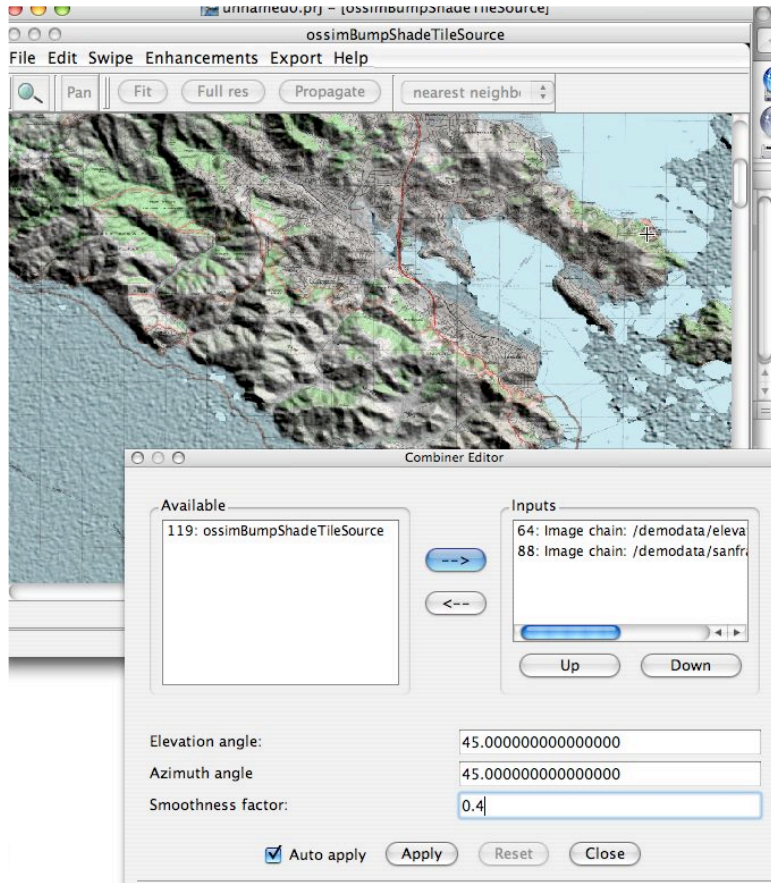 unnamed0.prj - [ossimBumpShadeTileSource]
ossimBumpShadeTileSource
File Edit Swipe Enhancements Export Help
Pan Fit Full res Propagate nearest neighb
Combiner Editor
Available
119: ossimBumpShadeTileSource
-->
<--
Inputs
64: Image chain: /demodata/eleva
88: Image chain: /demodata/sanfra
Up Down
Elevation angle: 45.000000000000000
Azimuth angle 45.000000000000000
Smoothness factor: 0.4
Auto apply Apply Reset Close